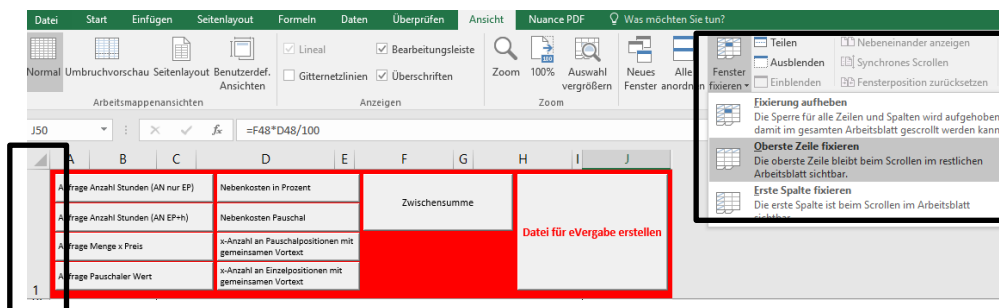 Datei Start Einfügen Seitenlayout Formeln Daten Überprüfen Ansicht Nuance PDF Was möchten Sie tun?
Normal Umbruchvorschau Seitenlayout Benutzerdef. Ansichten
Arbeitsmappenansichten
Lineal Bearbeitungsleiste
Gitternetzlinien Überschriften
Anzeigen
Zoom 100% Auswahl vergrößern
Zoom
Neues Fenster Alle anordnen Fenster fixieren
Teilen
Ausblenden
Einblenden
Nebeneinander anzeigen
Synchrones Scrollen
Fensterposition zurücksetzen
Fixierung aufheben
Die Sperre für alle Zeilen und Spalten wird aufgehoben
damit im gesamten Arbeitsblatt gescrollt werden kann
Oberste Zeile fixieren
Die oberste Zeile bleibt beim Scrollen im restlichen
Arbeitsblatt sichtbar.
Erste Spalte fixieren
Die erste Spalte ist beim Scrollen im Arbeitsblatt
sichtbar.
J50 fx =F48*D48/100
A B C D E F G H I J
1
Anfrage Anzahl Stunden (AN nur EP)
Anfrage Anzahl Stunden (AN EP+h)
Anfrage Menge x Preis
Anfrage Pauschaler Wert
Nebenkosten in Prozent
Nebenkosten Pauschal
x-Anzahl an Pauschalpositionen mit
gemeinsamen Vortext
x-Anzahl an Einzelpositionen mit
gemeinsamen Vortext
Zwischensumme
Datei für eVergabe erstellen